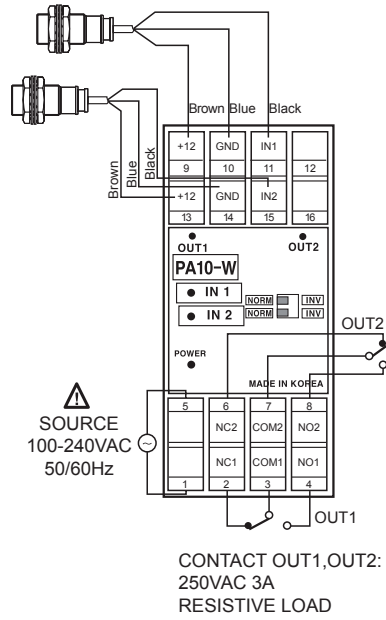 Brown Blue Black
Brown
Blue
Black
+12 GND IN1
9 10 11 12
+12 GND IN2
13 14 15 16
OUT1 OUT2
PA10-W
IN 1
NORM INV
IN 2
NORM INV
OUT2
POWER
MADE IN KOREA
5 6 7 8
NC2 COM2 NO2
SOURCE
100-240VAC
50/60Hz
NC1 COM1 NO1
1 2 3 4
OUT1
CONTACT OUT1,OUT2:
250VAC 3A
RESISTIVE LOAD